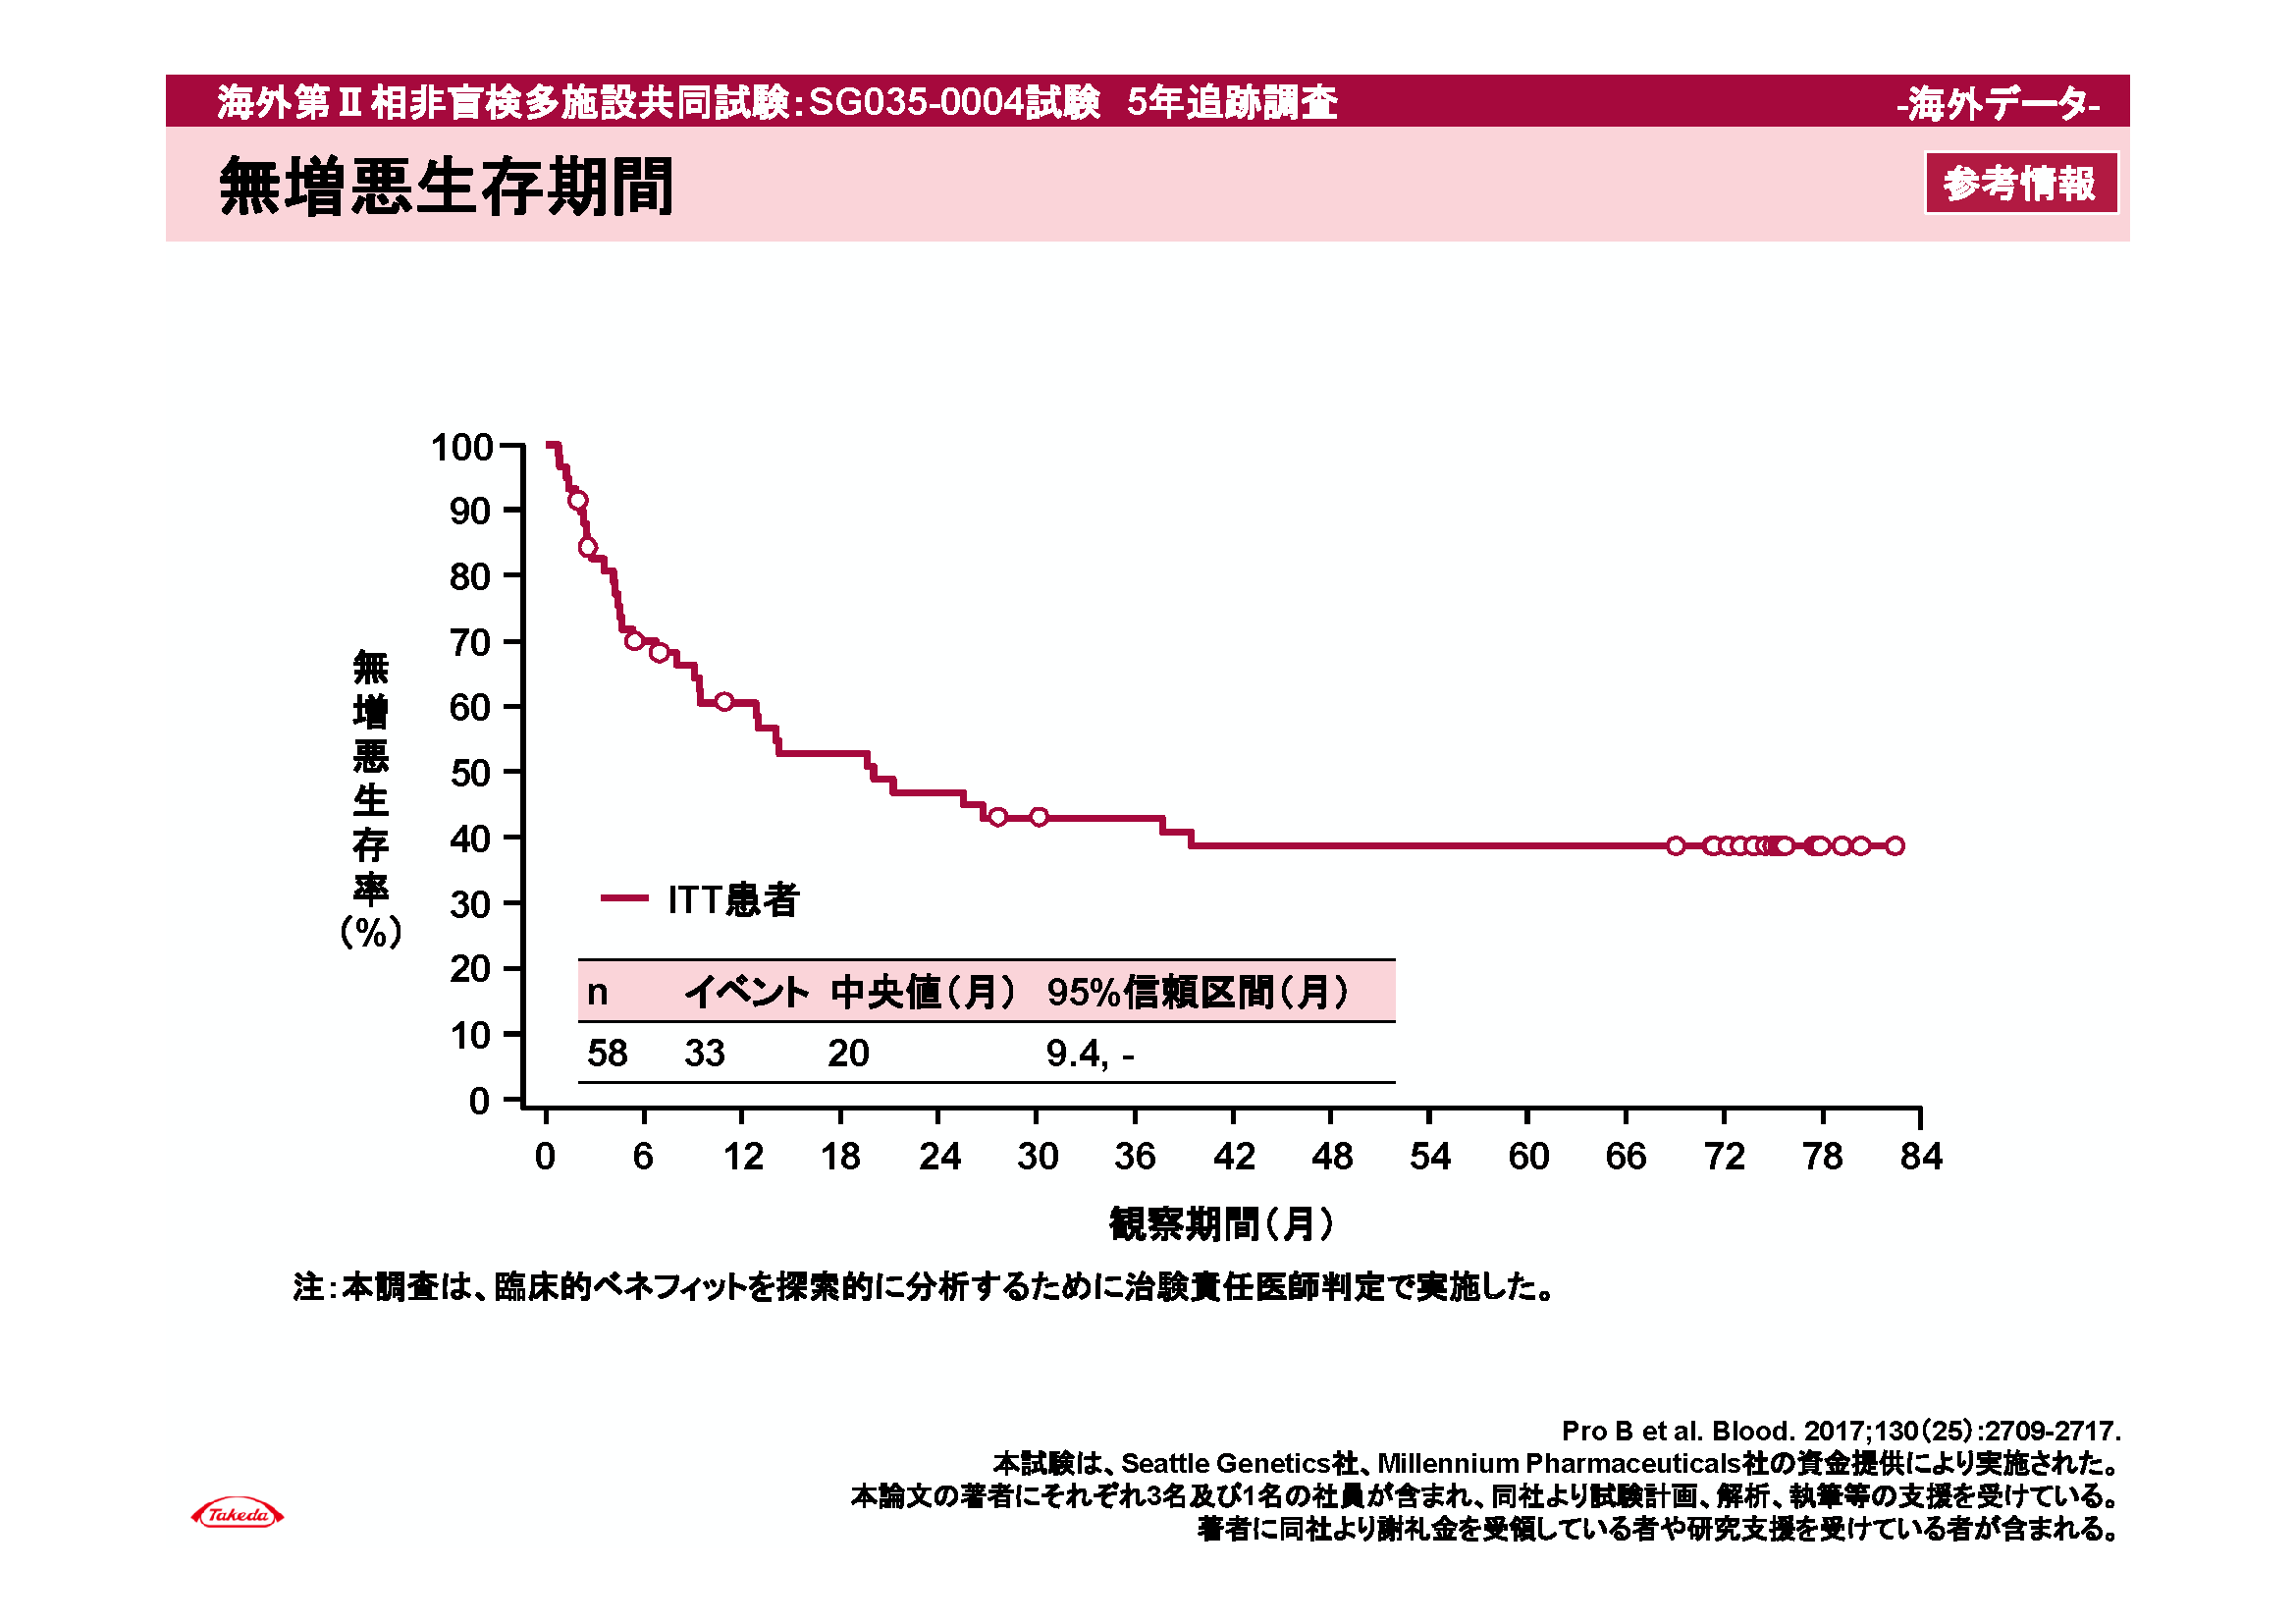 海外第Ⅱ相非盲検多施設共同試験：SG035-0004試験　5年追跡調査
-海外データ-
無増悪生存期間
参考情報
100
90
80
70
60
50
40
30
20
10
0
無増悪生存率（%）
ITT患者
n イベント 中央値（月） 95%信頼区間（月）
58 33 20 9.4, -
0 6 12 18 24 30 36 42 48 54 60 66 72 78 84
観察期間（月）
注：本調査は、臨床的ベネフィットを探索的に分析するために治験責任医師判定で実施した。
Pro B et al. Blood. 2017;130（25）:2709-2717.
本試験は、Seattle Genetics社、Millennium Pharmaceuticals社の資金提供により実施された。
本論文の著者にそれぞれ3名及び1名の社員が含まれ、同社より試験計画、解析、執筆等の支援を受けている。
著者に同社より謝礼金を受領している者や研究支援を受けている者が含まれる。
Takeda